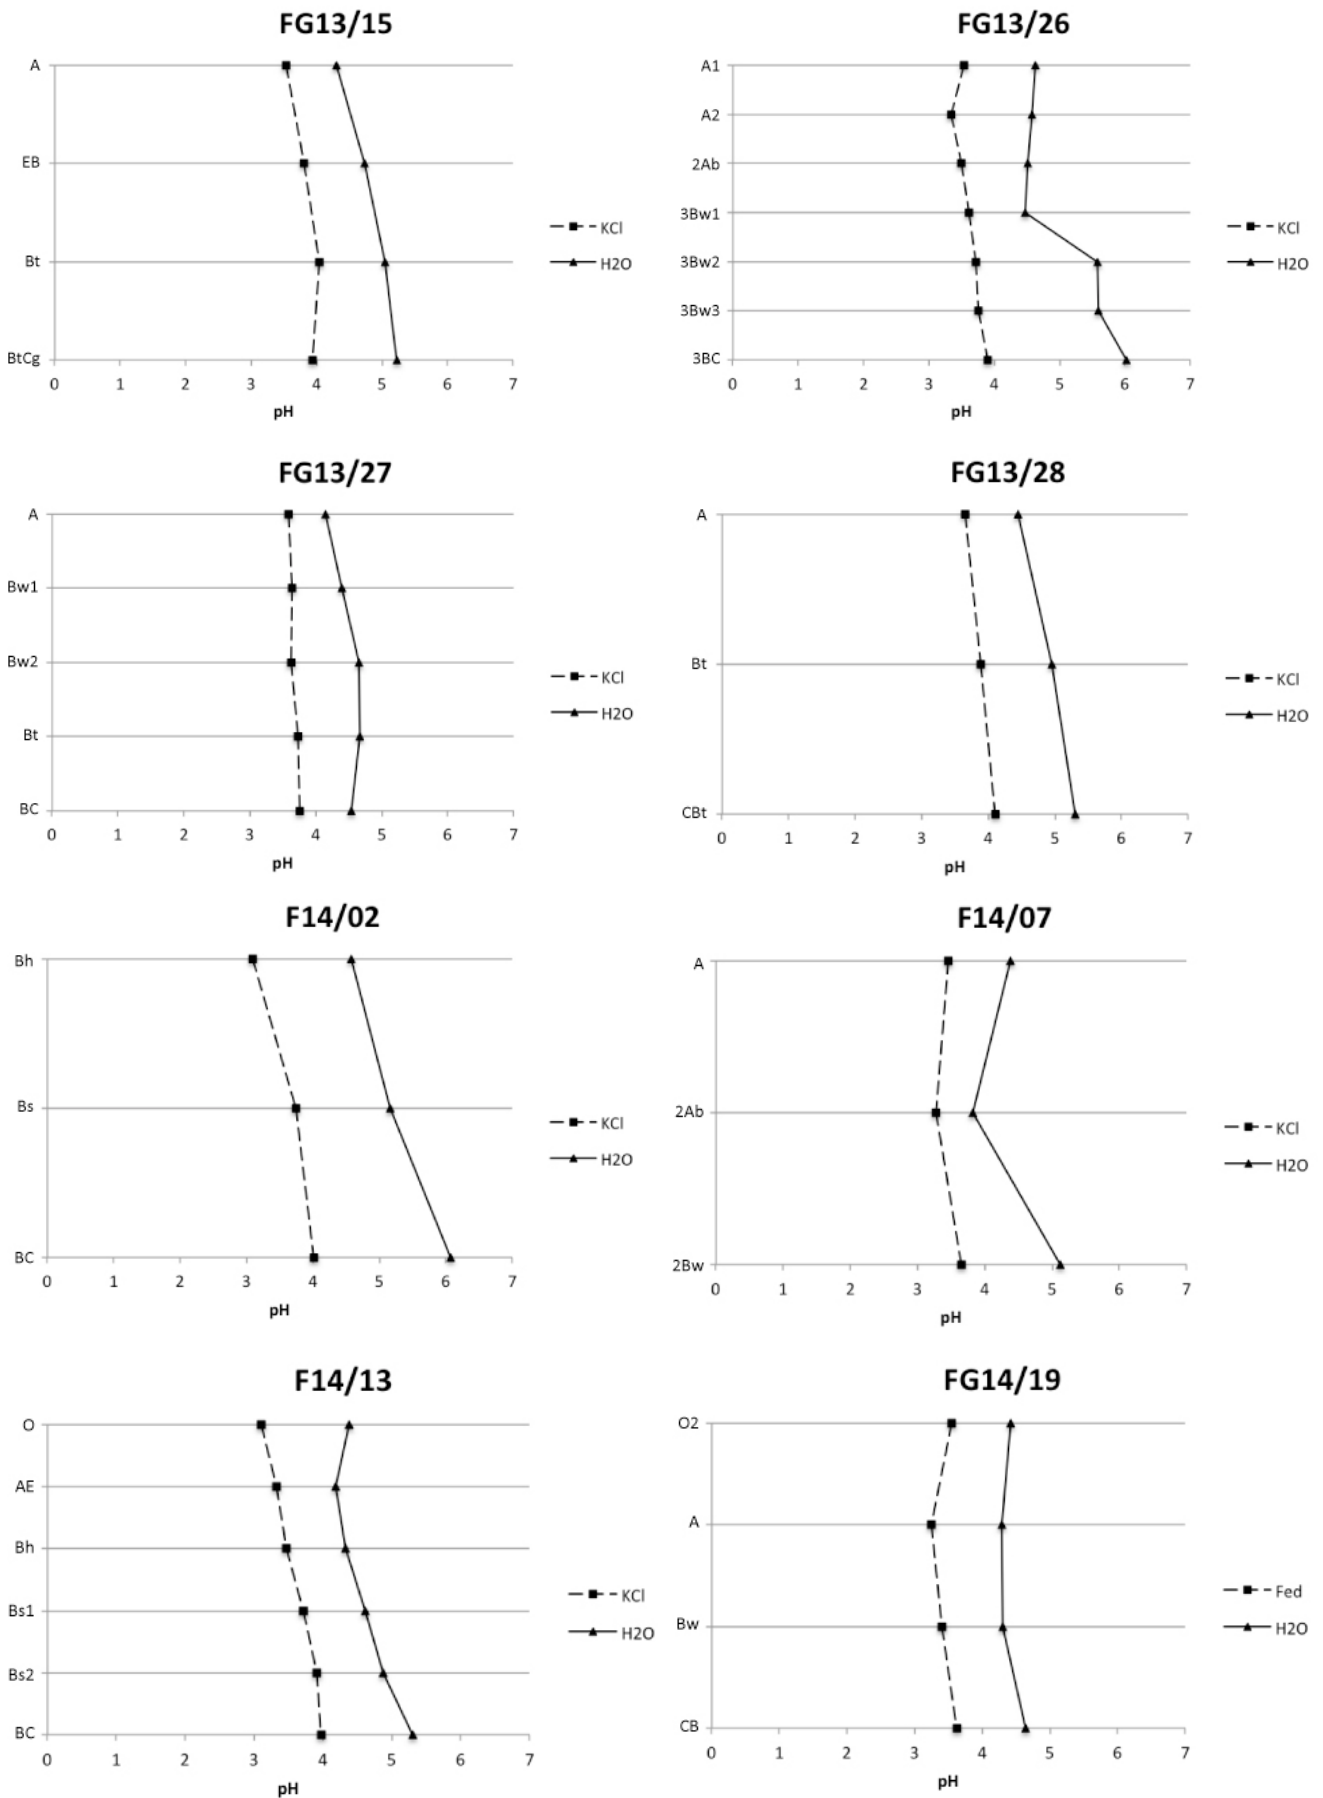 FG13/15
A
EB
Bt
BtCg
0 1 2 3 4 5 6 7
pH
KCl
H2O
FG13/26
A1
A2
2Ab
3Bw1
3Bw2
3Bw3
3BC
0 1 2 3 4 5 6 7
pH
KCl
H2O
FG13/27
A
Bw1
Bw2
Bt
BC
0 1 2 3 4 5 6 7
pH
KCl
H2O
FG13/28
A
Bt
CBt
0 1 2 3 4 5 6 7
pH
KCl
H2O
F14/02
Bh
Bs
BC
0 1 2 3 4 5 6 7
pH
KCl
H2O
F14/07
A
2Ab
2Bw
0 1 2 3 4 5 6 7
pH
KCl
H2O
F14/13
O
AE
Bh
Bs1
Bs2
BC
0 1 2 3 4 5 6 7
pH
KCl
H2O
FG14/19
O2
A
Bw
CB
0 1 2 3 4 5 6 7
pH
Fed
H2O